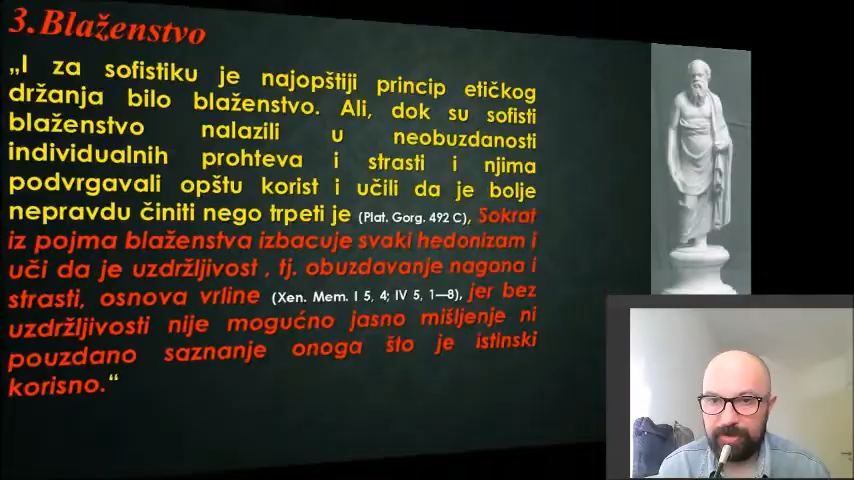 3.Blaženstvo
„I za sofistiku je najopštiji princip etičkog
držanja bilo blaženstvo. Ali, dok su sofisti
blaženstvo nalazili u neobuzdanosti
individualnih prohteva i strasti i njima
podvrgavali opštu korist i učili da je bolje
nepravdu činiti nego trpeti je (Plat. Gorg. 492 C), Sokrat
iz pojma blaženstva izbacuje svaki hedonizam i
uči da je uzdržljivost , tj. obuzdavanje nagona i
strasti, osnova vrline (Xen. Mem. I 5, 4; IV 5, 1—8), jer bez
uzdržljivosti nije mogućno jasno mišljenje ni
pouzdano saznanje onoga što je istinski
korisno.“